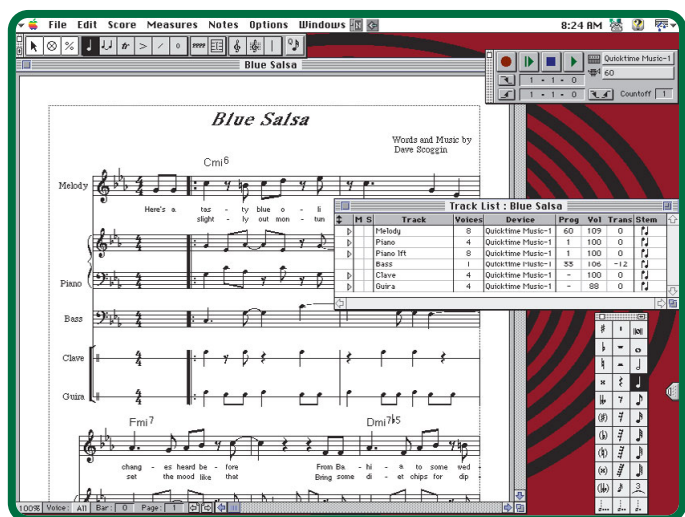 File Edit Score Measures Notes Options Windows 8:24 AM
Blue Salsa
Quicktime Music-1
60
1 - 1 - 0
1 - 1 - 0 Countoff 1
Blue Salsa
Words and Music by
Dave Scoggin
Cmi6
Melody
Here's a tas - ty blue o - li
slight - ly out mon - tun
Track List : Blue Salsa
M S Track Voices Device Prog Vol Trans Stem
Melody 8 Quicktime Music-1 60 109 0
Piano 4 Quicktime Music-1 1 100 0
Piano lft 8 Quicktime Music-1 1 100 0
Bass 1 Quicktime Music-1 33 106 -12
Clave 4 Quicktime Music-1 - 100 0
Guira 4 Quicktime Music-1 - 88 0
Piano
Bass
Clave
Guira
Fmi7 Dmi7b5
chang - es heard be - fore From Ba - hi - a to some wed -
set the mood like that Bring some di - et chips for dip -
100% Voice: All Bar: 0 Page: 1